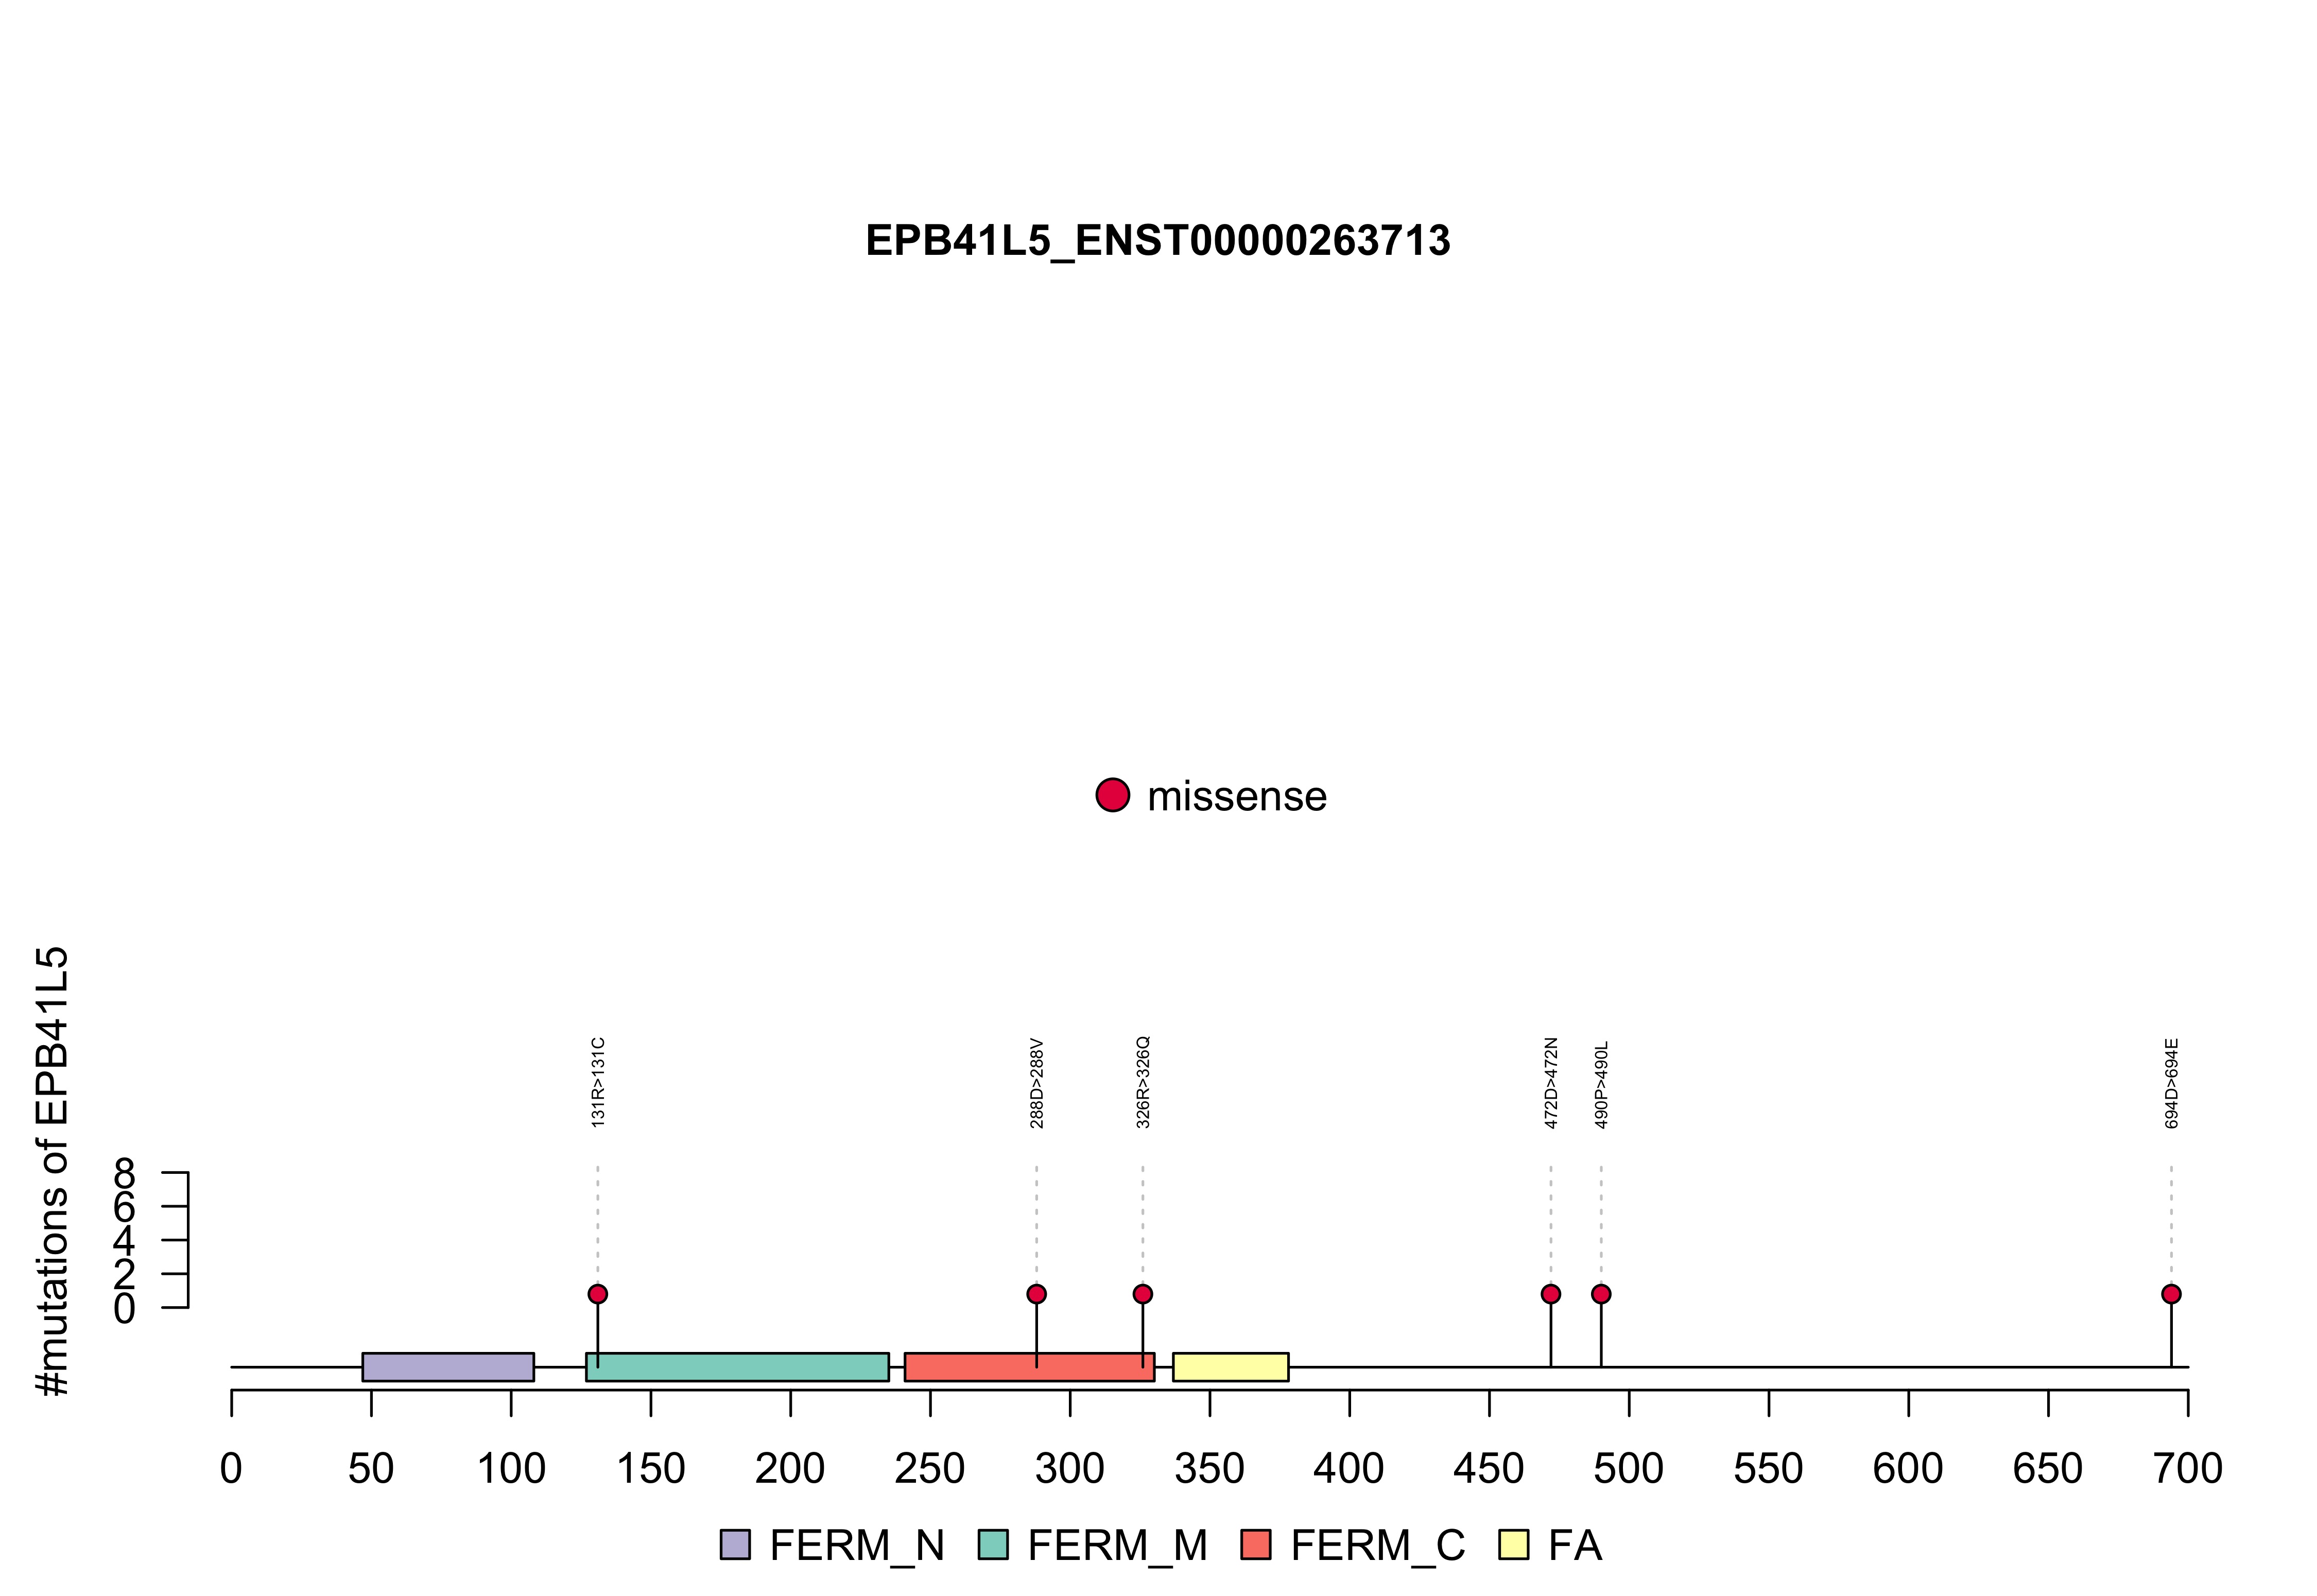 EPB41L5_ENST00000263713
missense
#mutations of EPB41L5
131R>131C
288D>288V
326R>326Q
472D>472N
490P>490L
694D>694E
8
6
4
2
0
0 50 100 150 200 250 300 350 400 450 500 550 600 650 700
FERM_N FERM_M FERM_C FA